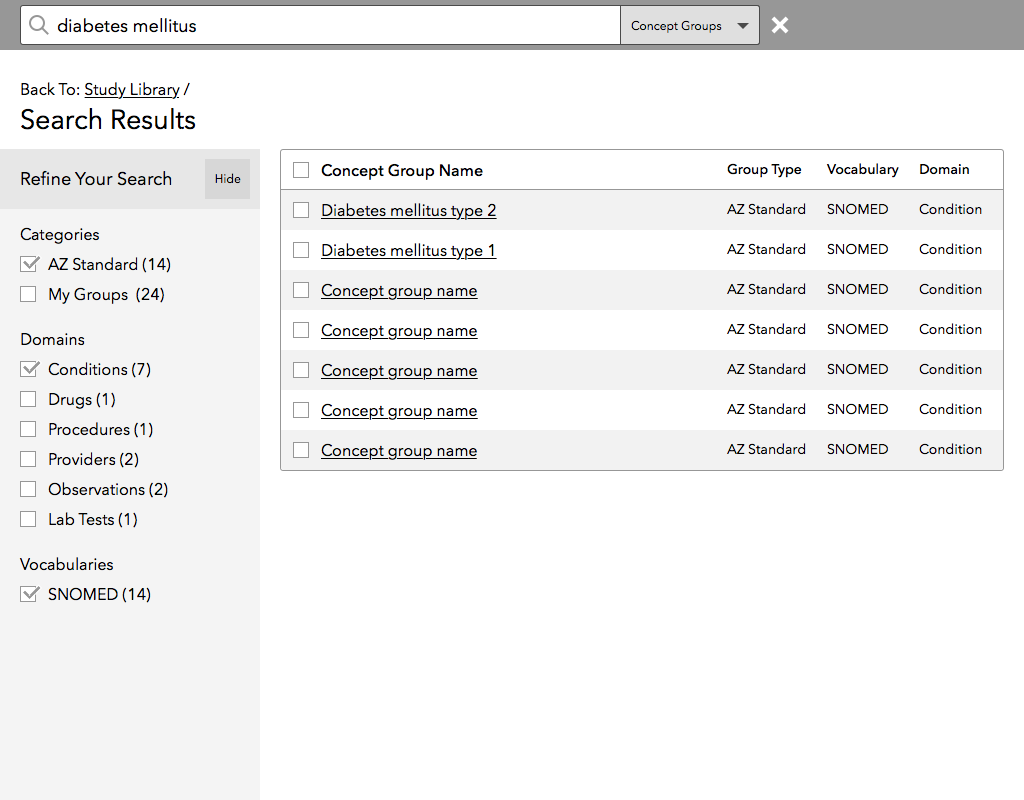 diabetes mellitus Concept Groups
Back To: Study Library /
Search Results
Refine Your Search Hide
Categories
AZ Standard (14)
My Groups (24)
Domains
Conditions (7)
Drugs (1)
Procedures (1)
Providers (2)
Observations (2)
Lab Tests (1)
Vocabularies
SNOMED (14)
Concept Group Name Group Type Vocabulary Domain
Diabetes mellitus type 2 AZ Standard SNOMED Condition
Diabetes mellitus type 1 AZ Standard SNOMED Condition
Concept group name AZ Standard SNOMED Condition
Concept group name AZ Standard SNOMED Condition
Concept group name AZ Standard SNOMED Condition
Concept group name AZ Standard SNOMED Condition
Concept group name AZ Standard SNOMED Condition